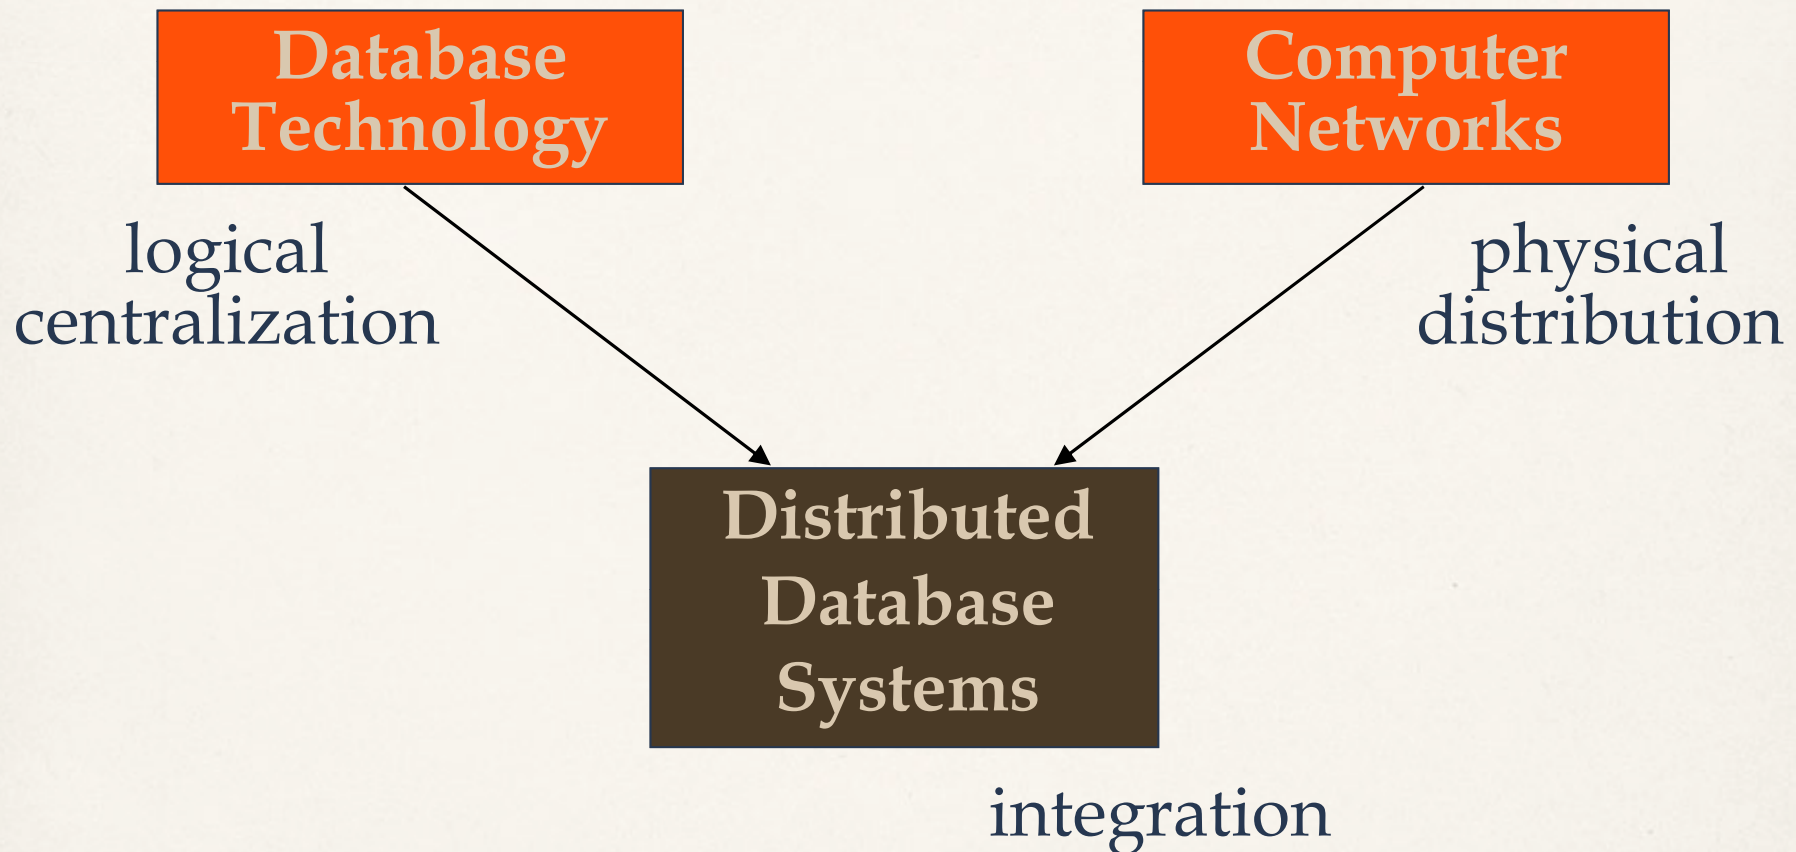 Database
Technology
Computer
Networks
logical
centralization
physical
distribution
Distributed
Database
Systems
integration